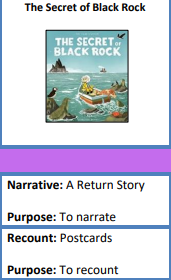 The Secret of Black Rock
THE SECRET OF
BLACK ROCK
Narrative: A Return Story
Purpose: To narrate
Recount: Postcards
Purpose: To recount